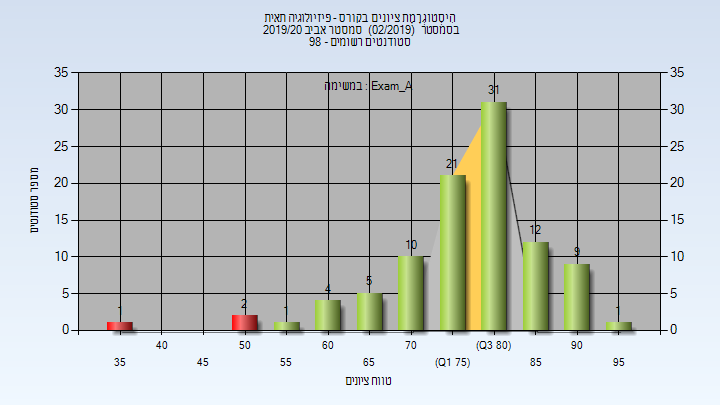 היסטוגרמת ציונים בקורס - פיזיולוגיה תאית
בסמסטר (02/2019) סמסטר אביב 2019/20
סטודנטים רשומים - 98
במשימה : Exam_A
מספר סטודנטים
35 30 25 20 15 10 5 0
35 30 25 20 15 10 5 0
- 2 - 4 5 10 21 31 12 9 -
40 50 60 70 (Q3 80) 90
35 45 55 65 (Q1 75) 85 95
טווח ציונים